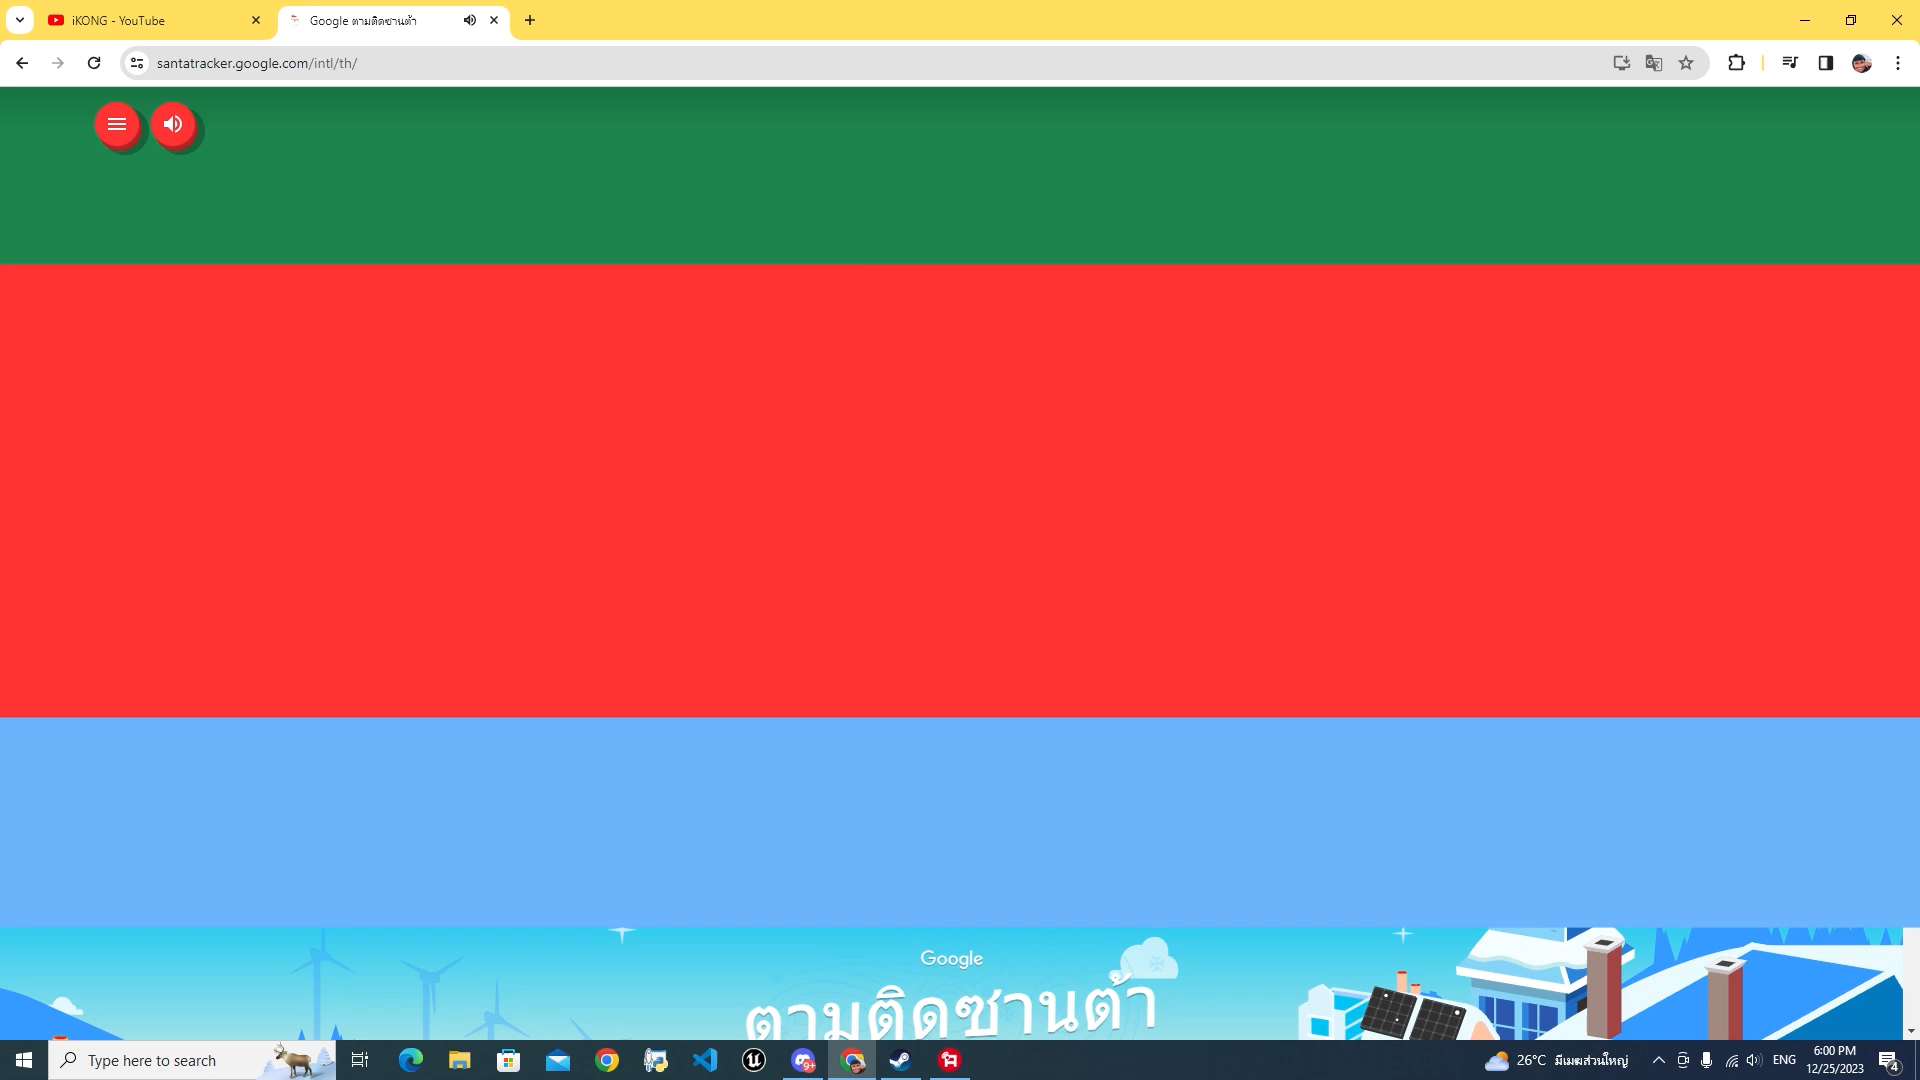 iKONG - YouTube
Google ตามติดซานต้า
santatracker.google.com/intl/th/
Google
ตามติดซานต้า
Type here to search
9+
26°C มีเมฆส่วนใหญ่
ENG
6:00 PM
12/25/2023
4